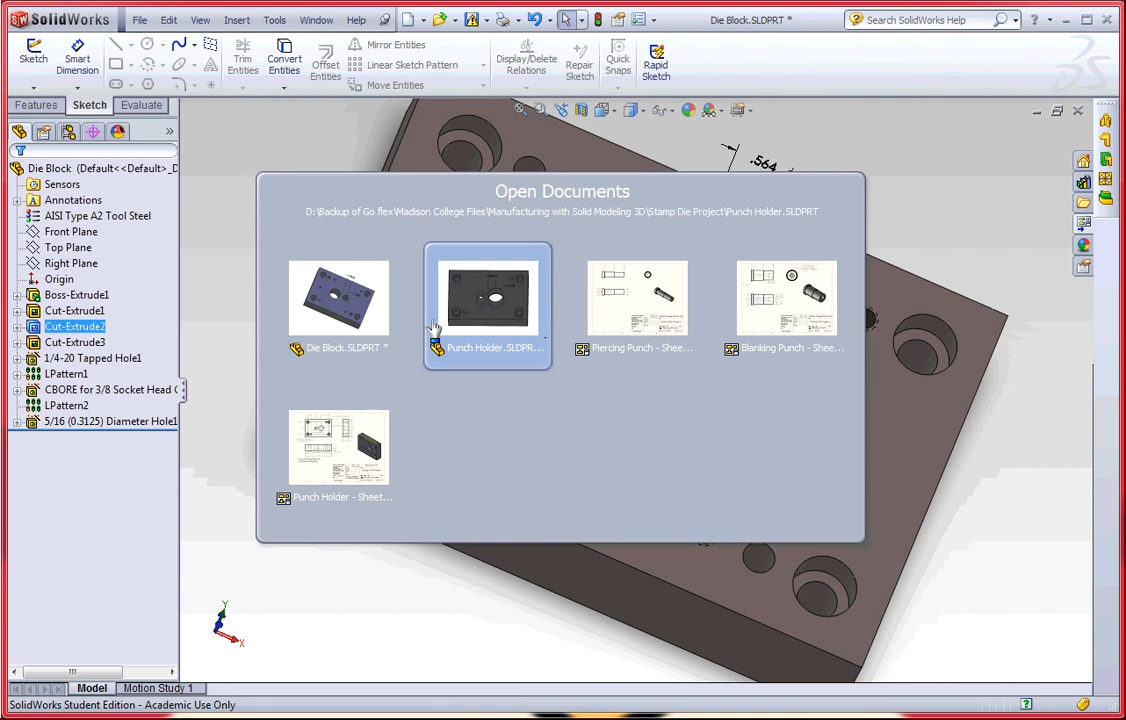 SolidWorks File Edit View Insert Tools Window Help Die Block.SLDPRT * Search SolidWorks Help
Sketch Smart Dimension Trim Entities Convert Entities Offset Entities Mirror Entities Linear Sketch Pattern Move Entities Display/Delete Relations Repair Sketch Quick Snaps Rapid Sketch
Features Sketch Evaluate
Die Block (Default<<Default>_D
Sensors
Annotations
AISI Type A2 Tool Steel
Front Plane
Top Plane
Right Plane
Origin
Boss-Extrude1
Cut-Extrude1
Cut-Extrude2
Cut-Extrude3
1/4-20 Tapped Hole1
LPattern1
CBORE for 3/8 Socket Head C
LPattern2
5/16 (0.3125) Diameter Hole1
.564
Open Documents
D:\Backup of Go flex\Madison College Files\Manufacturing with Solid Modeling 3D\Stamp Die Project\Punch Holder.SLDPRT
Die Block.SLDPRT * Punch Holder.SLDPR... Piercing Punch - Shee... Blanking Punch - Shee...
Punch Holder - Sheet...
Y
X
Model Motion Study 1
SolidWorks Student Edition - Academic Use Only